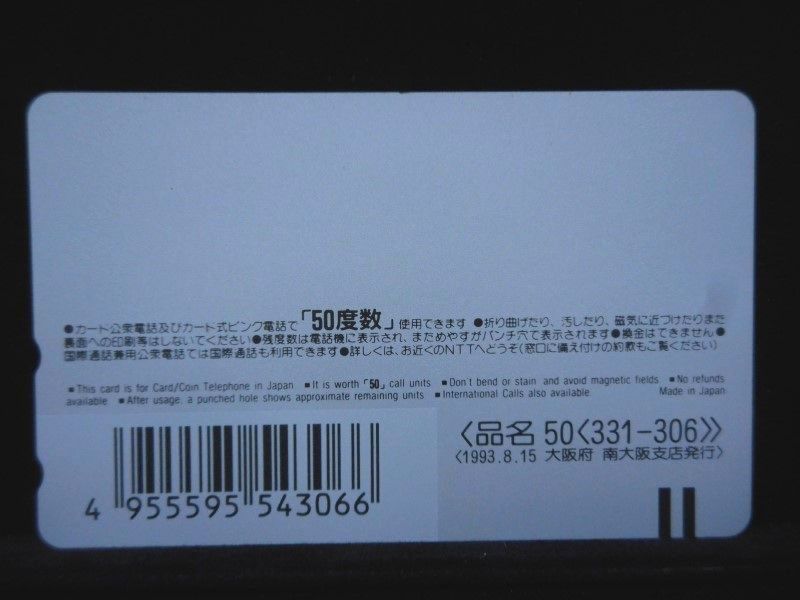 ●カード公衆電話及びカード式ピンク電話で「50度数」使用できます ●折り曲げたり、汚したり、磁気に近づけたりまた
裏面への印刷等はしないでください●残度数は電話機に表示され、まためやすがパンチ穴で表示されます●換金はできません●
国際通話兼用公衆電話では国際通話も利用できます●詳しくは、お近くのNTTへどうぞ(窓口に備え付けの約款もご覧ください)
■This card is for Card/Coin Telephone in Japan ■It is worth「50」call units ■Don't bend or stain and avoid magnetic fields ■No refunds
available ■After usage, a punched hole shows approximate remaining units ■International Calls also available Made in Japan
〈品名 50〈331-306〉〉
〈1993.8.15 大阪府 南大阪支店発行〉
4 955595 543066